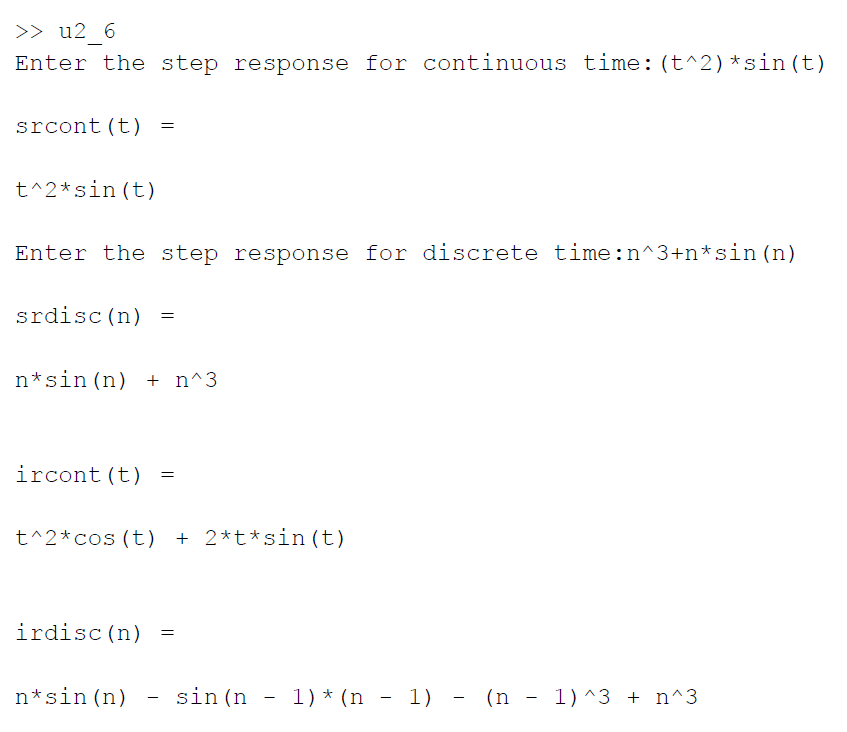 >> u2_6
Enter the step response for continuous time:(t^2)*sin(t)
srcont(t) =
t^2*sin(t)
Enter the step response for discrete time:n^3+n*sin(n)
srdisc(n) =
n*sin(n) + n^3
ircont(t) =
t^2*cos(t) + 2*t*sin(t)
irdisc(n) =
n*sin(n) - sin(n - 1)*(n - 1) - (n - 1)^3 + n^3